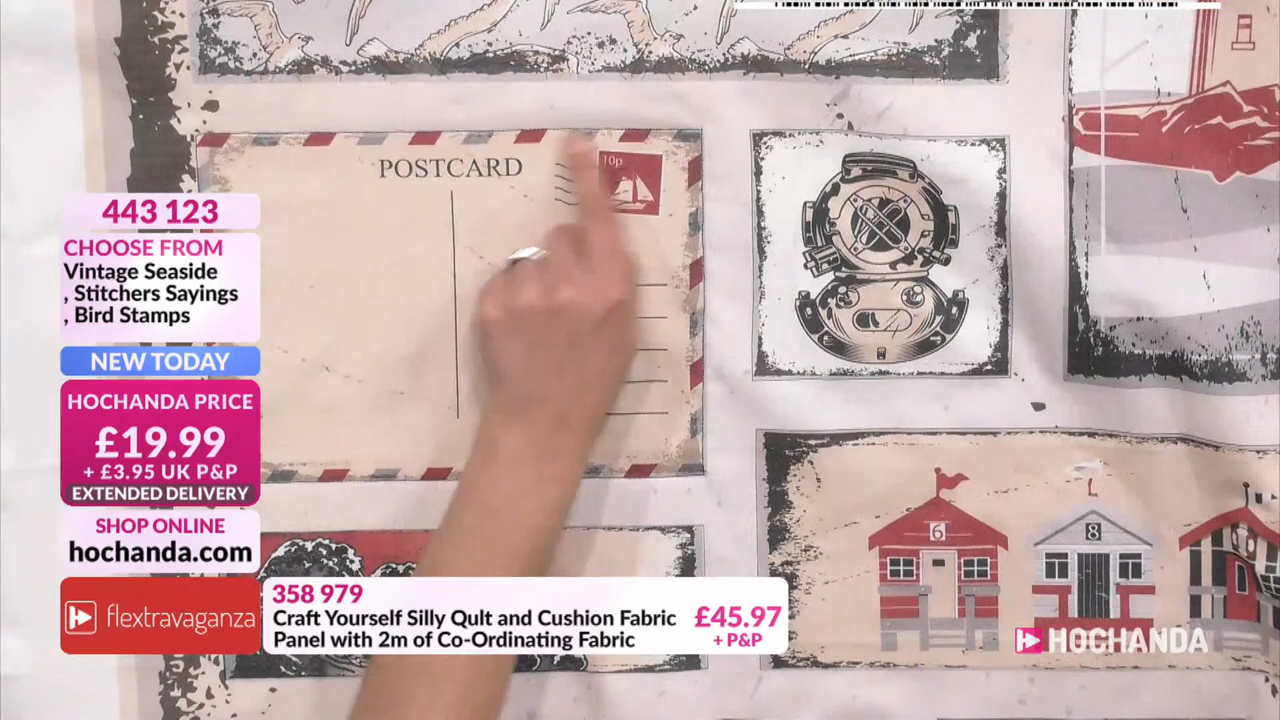 POSTCARD
10p
443 123
CHOOSE FROM
Vintage Seaside
, Stitchers Sayings
, Bird Stamps
NEW TODAY
HOCHANDA PRICE
£19.99
+ £3.95 UK P&P
EXTENDED DELIVERY
SHOP ONLINE
hochanda.com
flextravaganza
358 979
Craft Yourself Silly Qult and Cushion Fabric
Panel with 2m of Co-Ordinating Fabric
£45.97
+ P&P
6
8
HOCHANDA